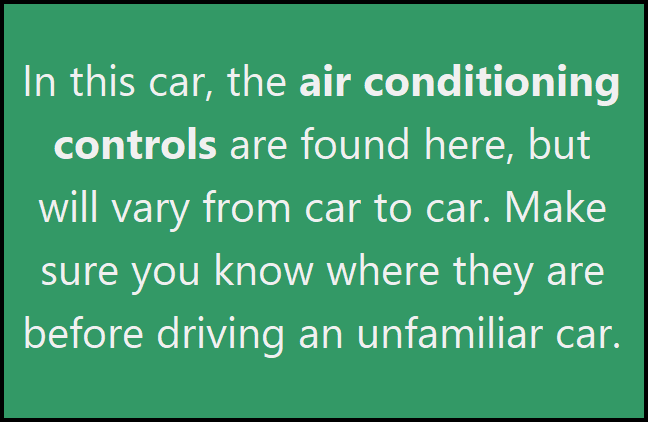 In this car, the air conditioning
controls are found here, but
will vary from car to car. Make
sure you know where they are
before driving an unfamiliar car.